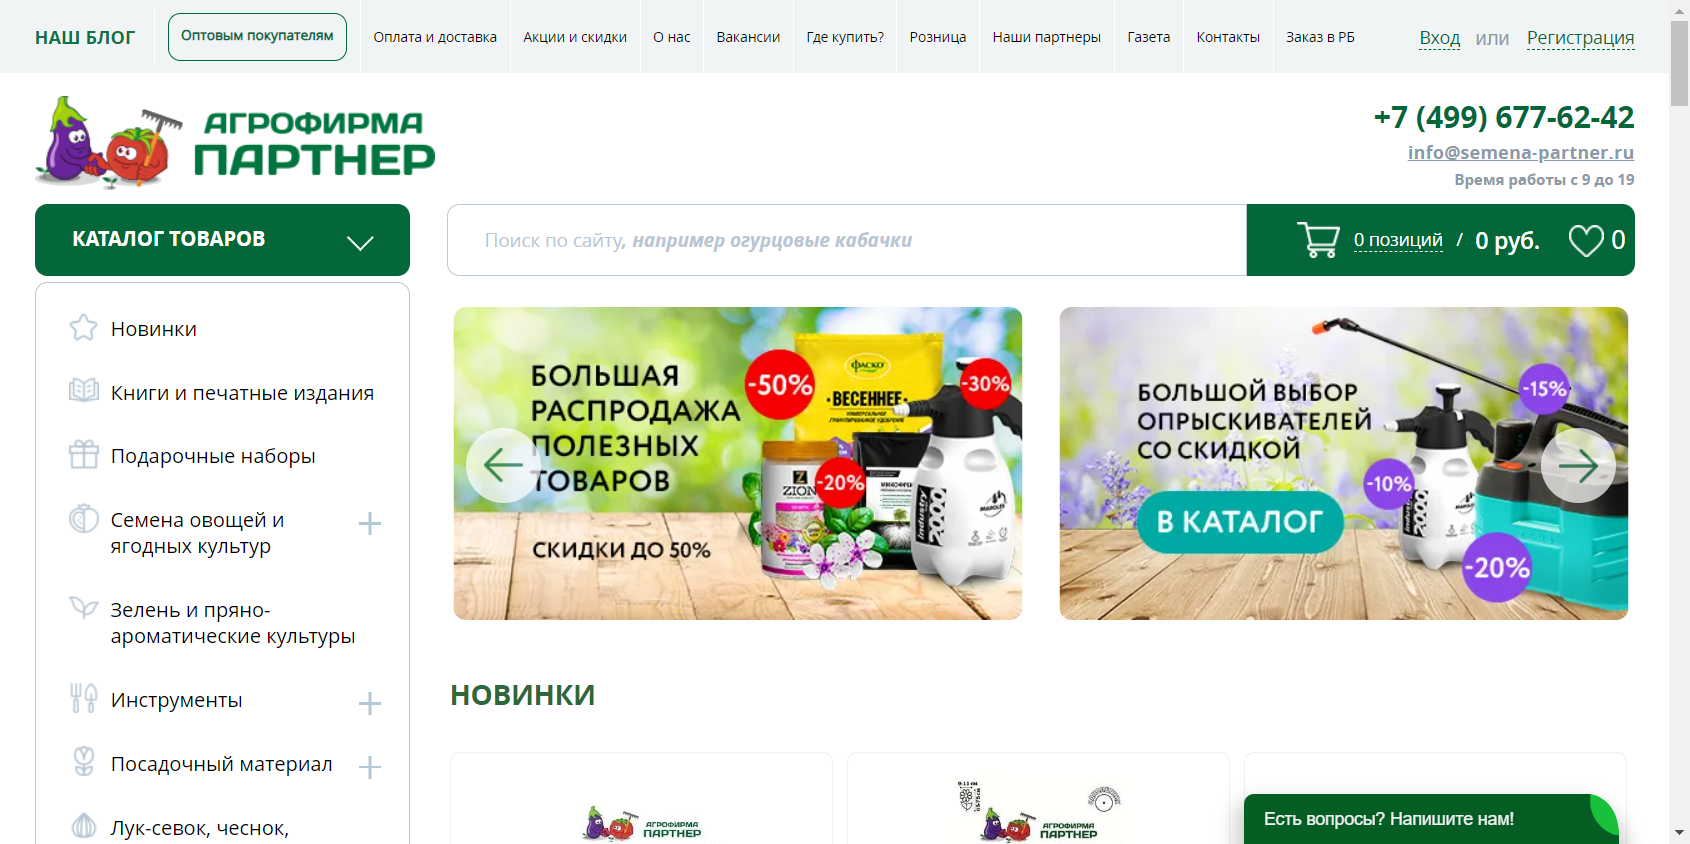 НАШ БЛОГ
Оптовым покупателям
Оплата и доставка
Акции и скидки
О нас
Вакансии
Где купить?
Розница
Наши партнеры
Газета
Контакты
Заказ в РБ
Вход или Регистрация
АГРОФИРМА
ПАРТНЕР
+7 (499) 677-62-42
info@semena-partner.ru
Время работы с 9 до 19
КАТАЛОГ ТОВАРОВ
Поиск по сайту, например огурцовые кабачки
0 позиций / 0 руб.
0
Новинки
Книги и печатные издания
Подарочные наборы
Семена овощей и
ягодных культур
Зелень и пряно-
ароматические культуры
Инструменты
Посадочный материал
Лук-севок, чеснок,
БОЛЬШАЯ
РАСПРОДАЖА
ПОЛЕЗНЫХ
ТОВАРОВ
СКИДКИ ДО 50%
-50%
-30%
-20%
ФАСКО
ВЕСЕННЕЕ
ZION
industry
2000
MAROLEX
БОЛЬШОЙ ВЫБОР
ОПРЫСКИВАТЕЛЕЙ
СО СКИДКОЙ
В КАТАЛОГ
-15%
-10%
-20%
industry
2000
НОВИНКИ
АГРОФИРМА
ПАРТНЕР
АГРОФИРМА
ПАРТНЕР
Есть вопросы? Напишите нам!